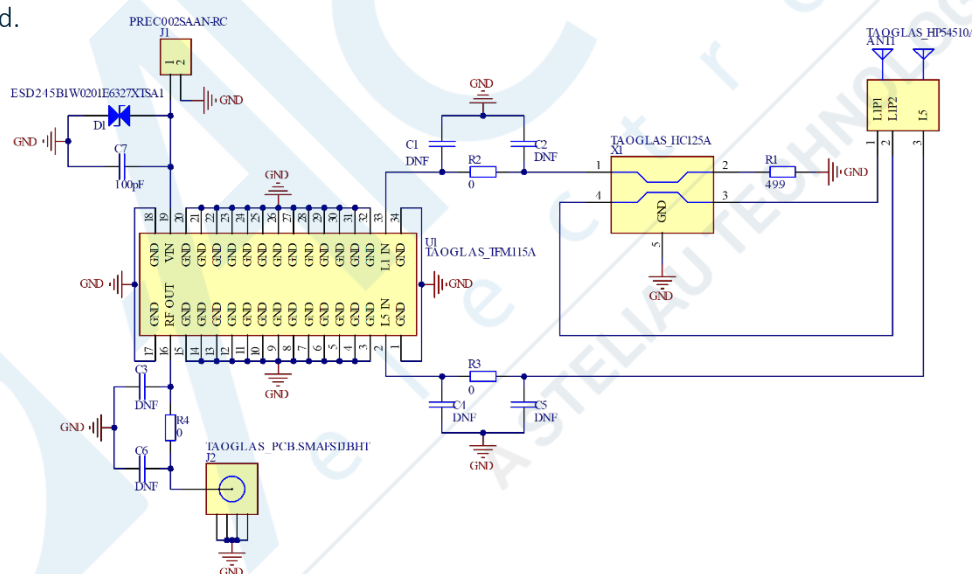 d.
PREC002SAAN-RC
J1
1
2
GND
ESD245B1W0201E6327XTSA1
D1
GND
C7
100pF
GND
18
19
20
21
22
23
24
25
26
27
28
29
30
31
32
33
34
GND
VIN
GND
GND
GND
GND
GND
GND
GND
GND
GND
GND
GND
GND
GND
L1 IN
GND
U1
TAOGLAS_TFM115A
GND
GND
GND
RF OUT
GND
GND
GND
GND
GND
GND
GND
GND
GND
GND
GND
GND
L5 IN
GND
17
16
15
14
13
12
11
10
9
8
7
6
5
4
3
2
1
GND
GND
C1
DNF
C2
DNF
R2
0
TAOGLAS_HC125A
X1
1
2
4
3
GND
5
GND
R1
499
GND
TAOGLAS_HP54510A
ANT1
L1P1
L1P2
L5
1
2
3
R3
0
C4
DNF
C5
DNF
GND
C3
DNF
GND
R4
0
C6
DNF
TAOGLAS_PCB.SMAFSTJ.B.HT
J2
GND
ASTELIAU TECHNOLOG